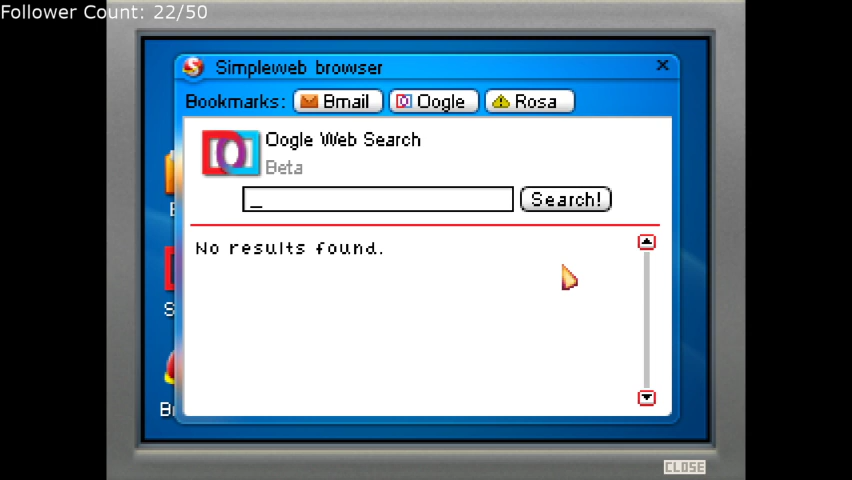 Follower Count: 22/50
Simpleweb browser
Bookmarks: Bmail Oogle Rosa
Oogle Web Search
Beta
_ Search!
No results found.
CLOSE